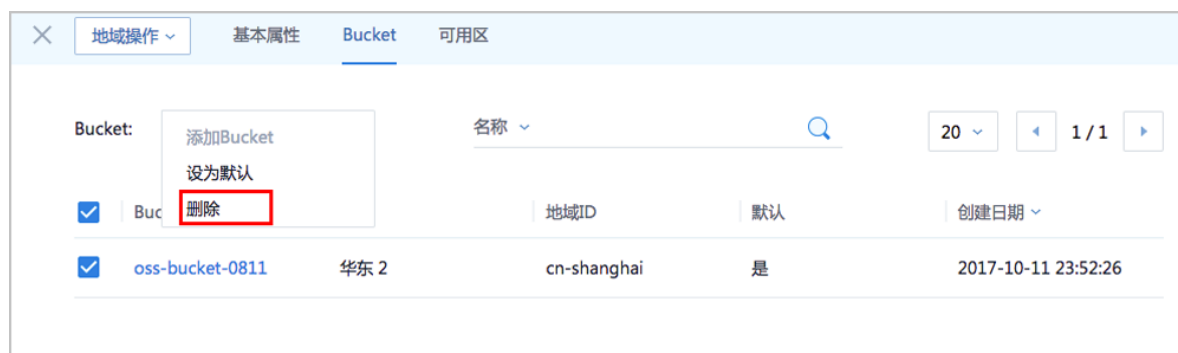 地域操作 基本属性 Bucket 可用区
Bucket: 名称 20 1 / 1
添加Bucket
设为默认
删除
Buc 地域ID 默认 创建日期
oss-bucket-0811 华东 2 cn-shanghai 是 2017-10-11 23:52:26